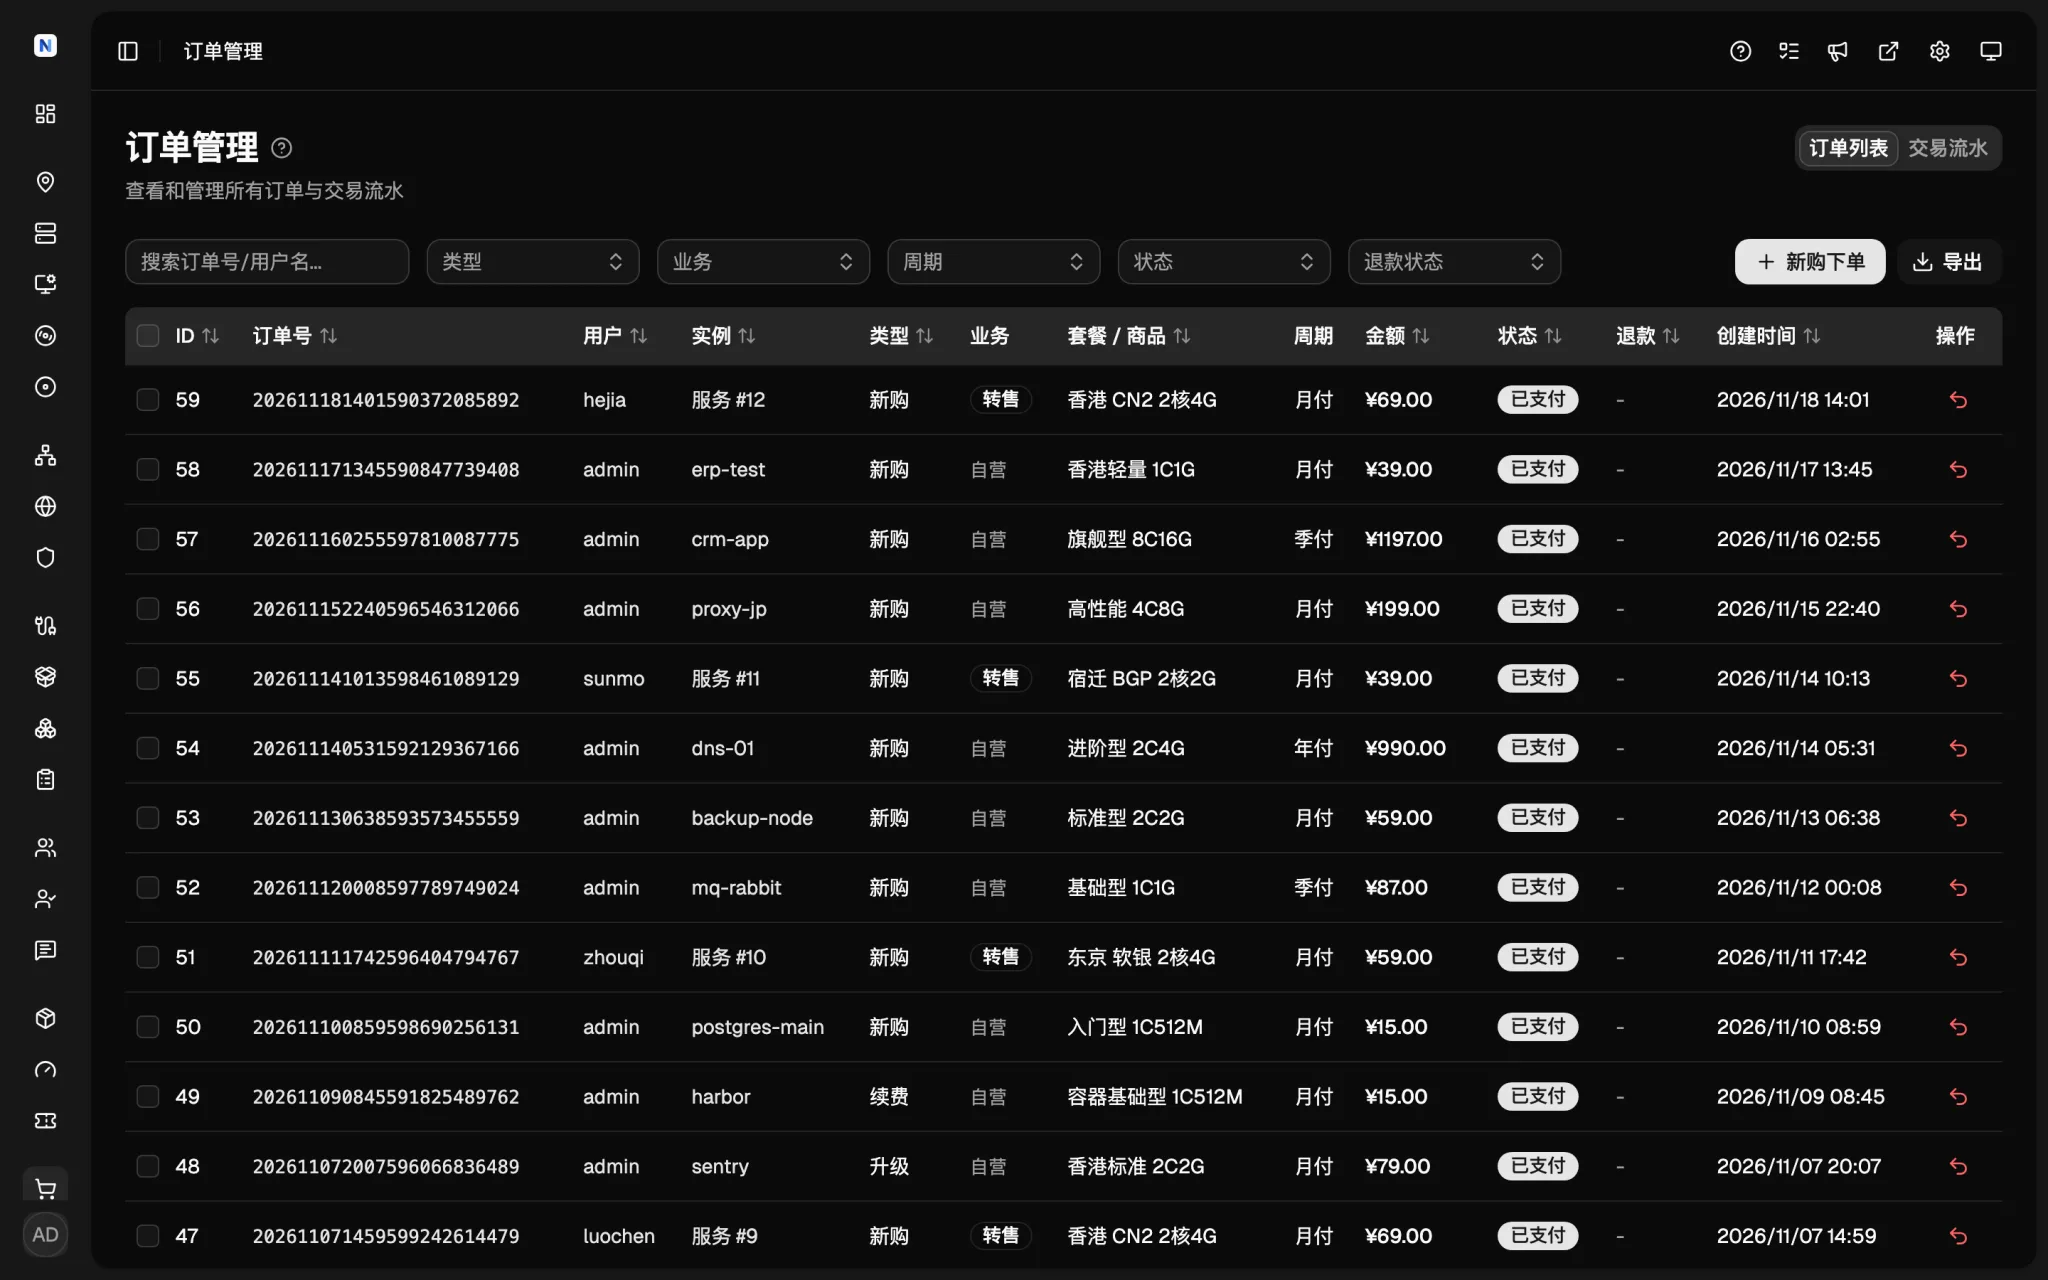 N 订单管理
订单管理
查看和管理所有订单与交易流水
订单列表 交易流水
搜索订单号/用户名... 类型 业务 周期 状态 退款状态 新购下单 导出
ID 订单号 用户 实例 类型 业务 套餐 / 商品 周期 金额 状态 退款 创建时间 操作
59 202611181401590372085892 hejia 服务 #12 新购 转售 香港 CN2 2核4G 月付 ¥69.00 已支付 - 2026/11/18 14:01
58 202611171345590847739408 admin erp-test 新购 自营 香港轻量 1C1G 月付 ¥39.00 已支付 - 2026/11/17 13:45
57 202611160255597810087775 admin crm-app 新购 自营 旗舰型 8C16G 季付 ¥1197.00 已支付 - 2026/11/16 02:55
56 202611152240596546312066 admin proxy-jp 新购 自营 高性能 4C8G 月付 ¥199.00 已支付 - 2026/11/15 22:40
55 202611141013598461089129 sunmo 服务 #11 新购 转售 宿迁 BGP 2核2G 月付 ¥39.00 已支付 - 2026/11/14 10:13
54 202611140531592129367166 admin dns-01 新购 自营 进阶型 2C4G 年付 ¥990.00 已支付 - 2026/11/14 05:31
53 202611130638593573455559 admin backup-node 新购 自营 标准型 2C2G 月付 ¥59.00 已支付 - 2026/11/13 06:38
52 202611120008597789749024 admin mq-rabbit 新购 自营 基础型 1C1G 季付 ¥87.00 已支付 - 2026/11/12 00:08
51 202611111742596404794767 zhouqi 服务 #10 新购 转售 东京 软银 2核4G 月付 ¥59.00 已支付 - 2026/11/11 17:42
50 202611100859598690256131 admin postgres-main 新购 自营 入门型 1C512M 月付 ¥15.00 已支付 - 2026/11/10 08:59
49 202611090845591825489762 admin harbor 续费 自营 容器基础型 1C512M 月付 ¥15.00 已支付 - 2026/11/09 08:45
48 202611072007596066836489 admin sentry 升级 自营 香港标准 2C2G 月付 ¥79.00 已支付 - 2026/11/07 20:07
47 202611071459599242614479 luochen 服务 #9 新购 转售 香港 CN2 2核4G 月付 ¥69.00 已支付 - 2026/11/07 14:59
AD